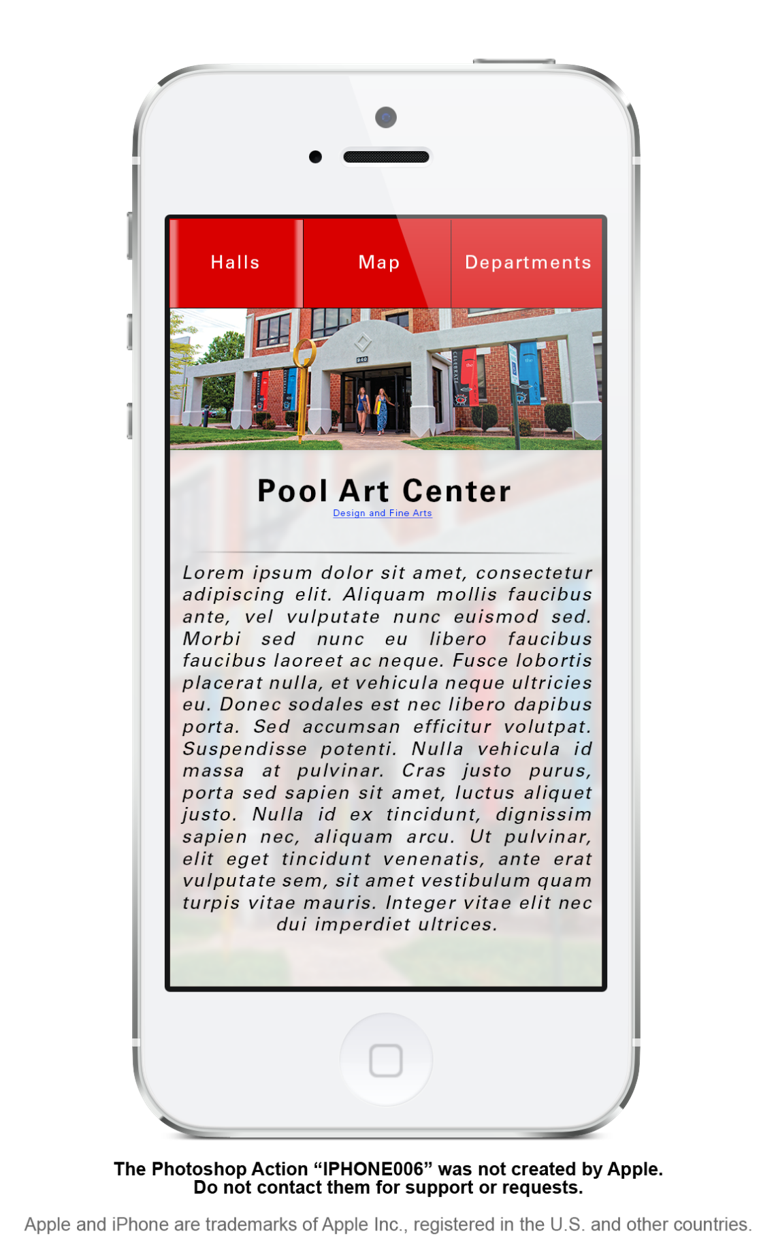 Halls
Map
Departments
840
Pool Art Center
Design and Fine Arts
Lorem ipsum dolor sit amet, consectetur
adipiscing elit. Aliquam mollis faucibus
ante, vel vulputate nunc euismod sed.
Morbi sed nunc eu libero faucibus
faucibus laoreet ac neque. Fusce lobortis
placerat nulla, et vehicula neque ultricies
eu. Donec sodales est nec libero dapibus
porta. Sed accumsan efficitur volutpat.
Suspendisse potenti. Nulla vehicula id
massa at pulvinar. Cras justo purus,
porta sed sapien sit amet, luctus aliquet
justo. Nulla id ex tincidunt, dignissim
sapien nec, aliquam arcu. Ut pulvinar,
elit eget tincidunt venenatis, ante erat
vulputate sem, sit amet vestibulum quam
turpis vitae mauris. Integer vitae elit nec
dui imperdiet ultrices.
The Photoshop Action “IPHONE006” was not created by Apple.
Do not contact them for support or requests.
Apple and iPhone are trademarks of Apple Inc., registered in the U.S. and other countries.